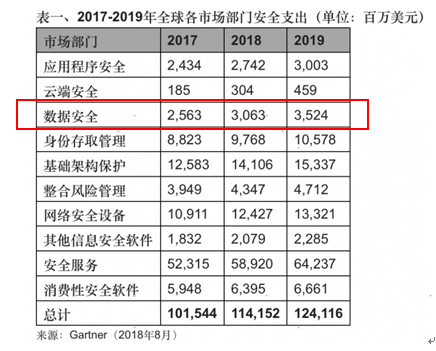 表一、2017-2019年全球各市场部门安全支出（单位：百万美元）
市场部门 2017 2018 2019
应用程序安全 2,434 2,742 3,003
云端安全 185 304 459
数据安全 2,563 3,063 3,524
身份存取管理 8,823 9,768 10,578
基础架构保护 12,583 14,106 15,337
整合风险管理 3,949 4,347 4,712
网络安全设备 10,911 12,427 13,321
其他信息安全软件 1,832 2,079 2,285
安全服务 52,315 58,920 64,237
消费性安全软件 5,948 6,395 6,661
总计 101,544 114,152 124,116
来源：Gartner（2018年8月）